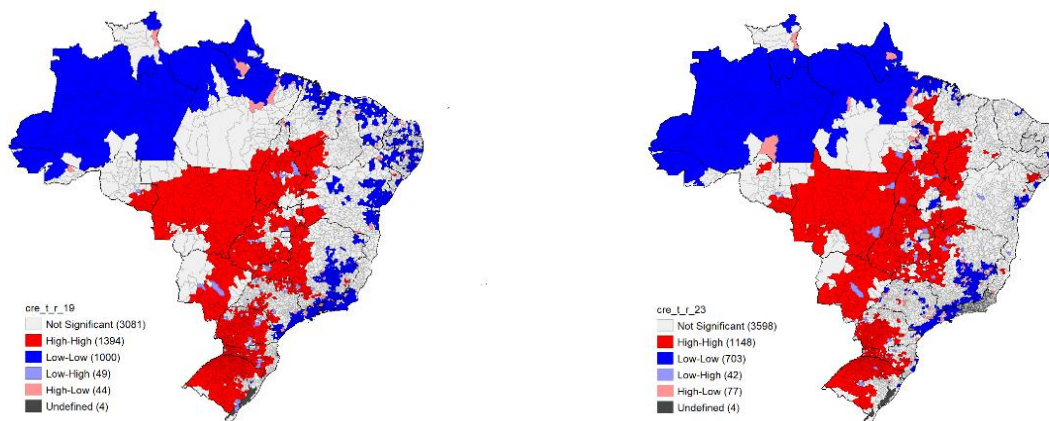 cre_t_r_19
Not Significant (3081)
High-High (1394)
Low-Low (1000)
Low-High (49)
High-Low (44)
Undefined (4)
cre_t_r_23
Not Significant (3598)
High-High (1148)
Low-Low (703)
Low-High (42)
High-Low (77)
Undefined (4)